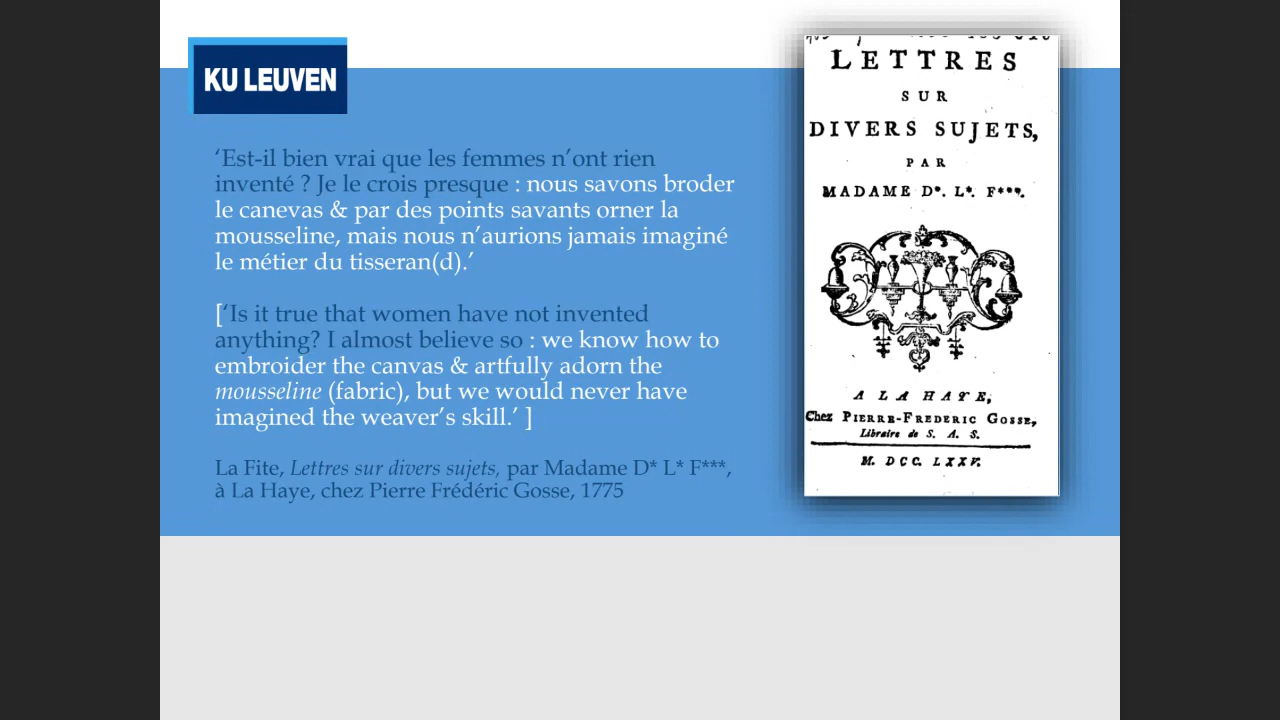 KU LEUVEN
‘Est-il bien vrai que les femmes n’ont rien
inventé ? Je le crois presque : nous savons broder
le canevas & par des points savants orner la
mousseline, mais nous n’aurions jamais imaginé
le métier du tisseran(d).’
[‘Is it true that women have not invented
anything? I almost believe so : we know how to
embroider the canvas & artfully adorn the
mousseline (fabric), but we would never have
imagined the weaver’s skill.’ ]
La Fite, Lettres sur divers sujets, par Madame D* L* F***,
à La Haye, chez Pierre Frédéric Gosse, 1775
LETTRES
SUR
DIVERS SUJETS,
PAR
MADAME D*. L*. F***.
A LA HAYE,
Chez PIERRE-FREDERIC GOSSE,
Libraire de S. A. S.
M. DCC. LXXV.